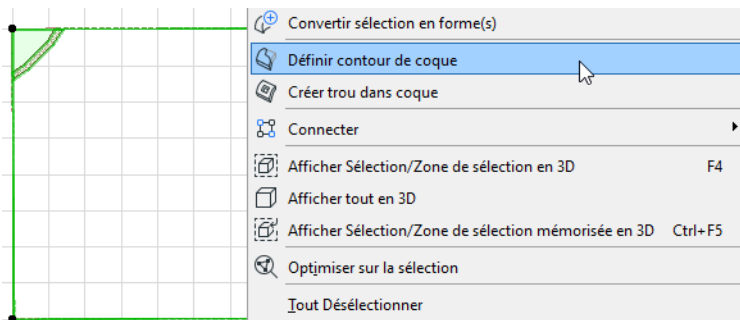 Convertir sélection en forme(s)
Définir contour de coque
Créer trou dans coque
Connecter
Afficher Sélection/Zone de sélection en 3D F4
Afficher tout en 3D
Afficher Sélection/Zone de sélection mémorisée en 3D Ctrl+F5
Optimiser sur la sélection
Tout Désélectionner